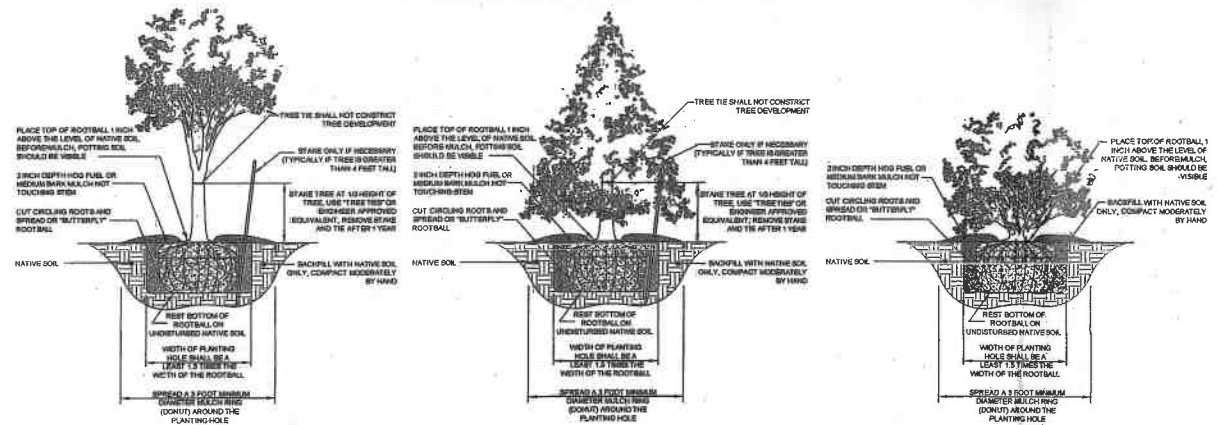 TREE TIE SHALL NOT CONSTRICT
TREE DEVELOPMENT
PLACE TOP OF ROOTBALL 1 INCH
ABOVE THE LEVEL OF NATIVE SOIL
BEFORE MULCH, POTTING SOIL
SHOULD BE VISIBLE
STAKE ONLY IF NECESSARY
(TYPICALLY IF TREE IS GREATER
THAN 4 FEET TALL)
2 INCH DEPTH HOG FUEL OR
MEDIUM BARK MULCH NOT
TOUCHING STEM
STAKE TREE AT 1/3 HEIGHT OF
TREE, USE "TREE TIES" OR
ENGINEER APPROVED
EQUIVALENT; REMOVE STAKE
AND TIE AFTER 1 YEAR
CUT CIRCLING ROOTS AND
SPREAD OR "BUTTERFLY"
ROOTBALL
NATIVE SOIL
BACKFILL WITH NATIVE SOIL
ONLY, COMPACT MODERATELY
BY HAND
REST BOTTOM OF
ROOTBALL ON
UNDISTURBED NATIVE SOIL
WIDTH OF PLANTING
HOLE SHALL BE A
LEAST 1.5 TIMES THE
WIDTH OF THE ROOTBALL
SPREAD A 3 FOOT MINIMUM
DIAMETER MULCH RING
(DONUT) AROUND THE
PLANTING HOLE
TREE TIE SHALL NOT CONSTRICT
TREE DEVELOPMENT
PLACE TOP OF ROOTBALL 1 INCH
ABOVE THE LEVEL OF NATIVE SOIL
BEFORE MULCH, POTTING SOIL
SHOULD BE VISIBLE
STAKE ONLY IF NECESSARY
(TYPICALLY IF TREE IS GREATER
THAN 4 FEET TALL)
2 INCH DEPTH HOG FUEL OR
MEDIUM BARK MULCH NOT
TOUCHING STEM
STAKE TREE AT 1/3 HEIGHT OF
TREE, USE "TREE TIES" OR
ENGINEER APPROVED
EQUIVALENT; REMOVE STAKE
AND TIE AFTER 1 YEAR
CUT CIRCLING ROOTS AND
SPREAD OR "BUTTERFLY"
ROOTBALL
NATIVE SOIL
BACKFILL WITH NATIVE SOIL
ONLY, COMPACT MODERATELY
BY HAND
REST BOTTOM OF
ROOTBALL ON
UNDISTURBED NATIVE SOIL
WIDTH OF PLANTING
HOLE SHALL BE A
LEAST 1.5 TIMES THE
WIDTH OF THE ROOTBALL
SPREAD A 3 FOOT MINIMUM
DIAMETER MULCH RING
(DONUT) AROUND THE
PLANTING HOLE
PLACE TOP OF ROOTBALL 1
INCH ABOVE THE LEVEL OF
NATIVE SOIL, BEFORE MULCH,
POTTING SOIL SHOULD BE
VISIBLE
2 INCH DEPTH HOG FUEL OR
MEDIUM BARK MULCH NOT
TOUCHING STEM
CUT CIRCLING ROOTS AND
SPREAD OR "BUTTERFLY"
ROOTBALL
BACKFILL WITH NATIVE SOIL
ONLY, COMPACT MODERATELY
BY HAND
NATIVE SOIL
REST BOTTOM OF
ROOTBALL ON
UNDISTURBED NATIVE SOIL
WIDTH OF PLANTING
HOLE SHALL BE A
LEAST 1.5 TIMES THE
WIDTH OF THE ROOTBALL
SPREAD A 3 FOOT MINIMUM
DIAMETER MULCH RING
(DONUT) AROUND THE
PLANTING HOLE